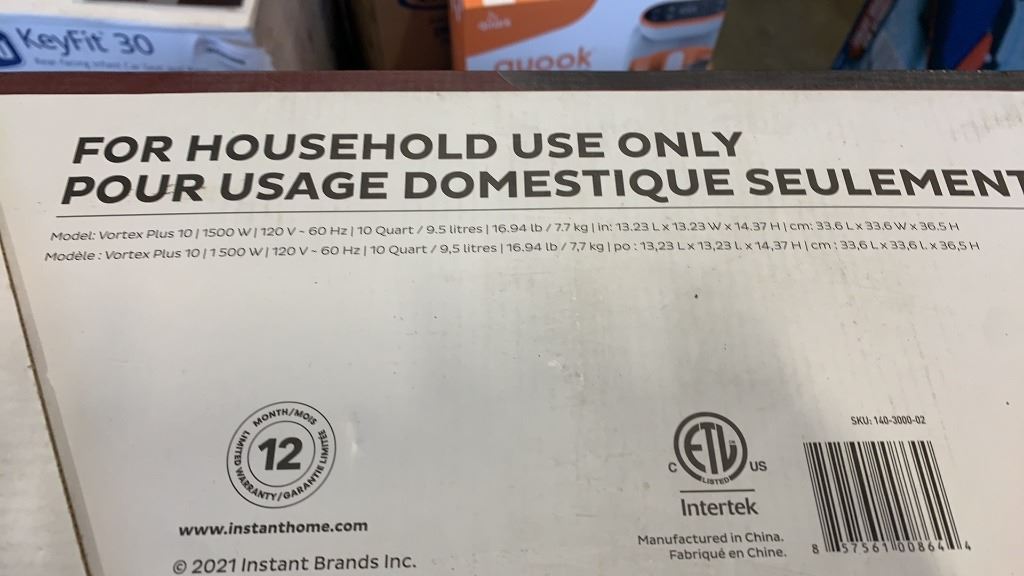 KeyFit 30
quook
FOR HOUSEHOLD USE ONLY
POUR USAGE DOMESTIQUE SEULEMENT
Model: Vortex Plus 10 | 1500 W | 120 V ~ 60 Hz | 10 Quart / 9.5 litres | 16.94 lb / 7.7 kg | in: 13.23 L x 13.23 W x 14.37 H | cm: 33.6 L x 33.6 W x 36.5 H
Modèle : Vortex Plus 10 | 1 500 W | 120 V ~ 60 Hz | 10 Quart / 9,5 litres | 16.94 lb / 7,7 kg | po : 13,23 L x 13,23 l. x 14,37 H | cm : 33,6 L x 33,6 l. x 36,5 H
MONTH/MOIS
12
LIMITED WARRANTY/GARANTIE LIMITÉE
www.instanthome.com
© 2021 Instant Brands Inc.
ETL
C US
LISTED
Intertek
Manufactured in China.
Fabriqué en Chine.
SKU: 140-3000-02
8 57561 00864 4